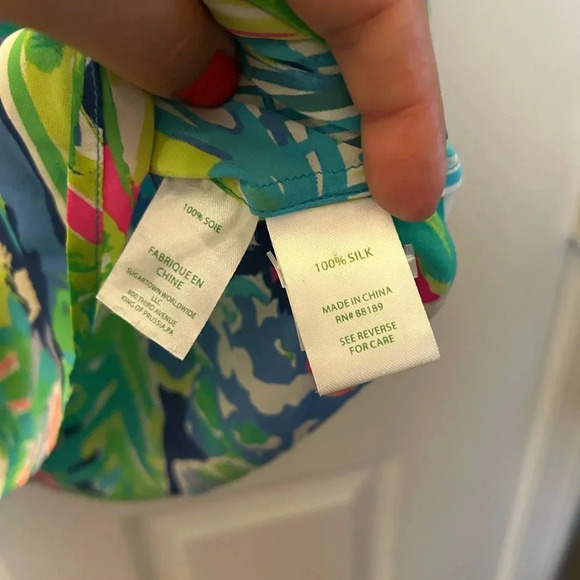 100% SOIE
FABRIQUE EN
CHINE
SUGARTOWN WORLDWIDE
LLC
800 THIRD AVENUE
KING OF PRUSSIA, PA
100% SILK
MADE IN CHINA
RN# 88189
SEE REVERSE
FOR CARE